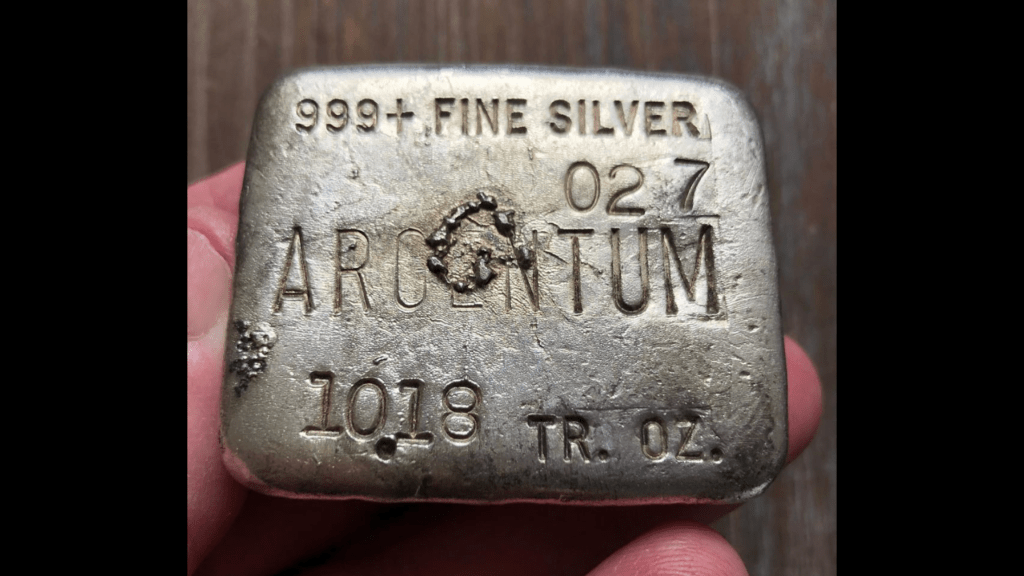 999+ FINE SILVER
027
ARGENTUM
10.18 TR. OZ.